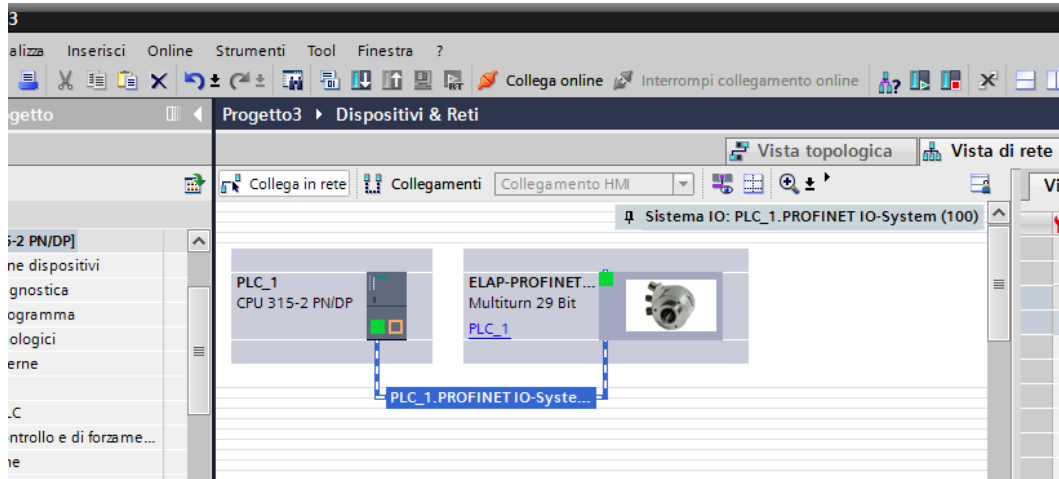 3
alizza Inserisci Online Strumenti Tool Finestra ?
Collega online Interrompi collegamento online
ogetto
Progetto3 Dispositivi & Reti
Vista topologica Vista di rete
Collega in rete Collegamenti Collegamento HMI
Vi
Sistema IO: PLC_1.PROFINET IO-System (100)
5-2 PN/DP]
ne dispositivi
gnostica
ogramma
ologici
erne
LC
ntrollo e di forzame...
ne
PLC_1
CPU 315-2 PN/DP
ELAP-PROFINET...
Multiturn 29 Bit
PLC_1
PLC_1.PROFINET IO-Syste...